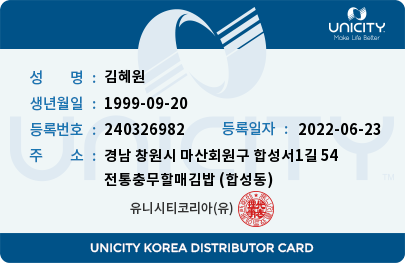 UNICITY
Make Life Better
성 명 : 김혜원
생년월일 : 1999-09-20
등록번호 : 240326982 등록일자 : 2022-06-23
주 소 : 경남 창원시 마산회원구 합성서1길 54
전통충무할매김밥 (합성동)
유니시티코리아(유)
UNICITY
UNICITY KOREA DISTRIBUTOR CARD